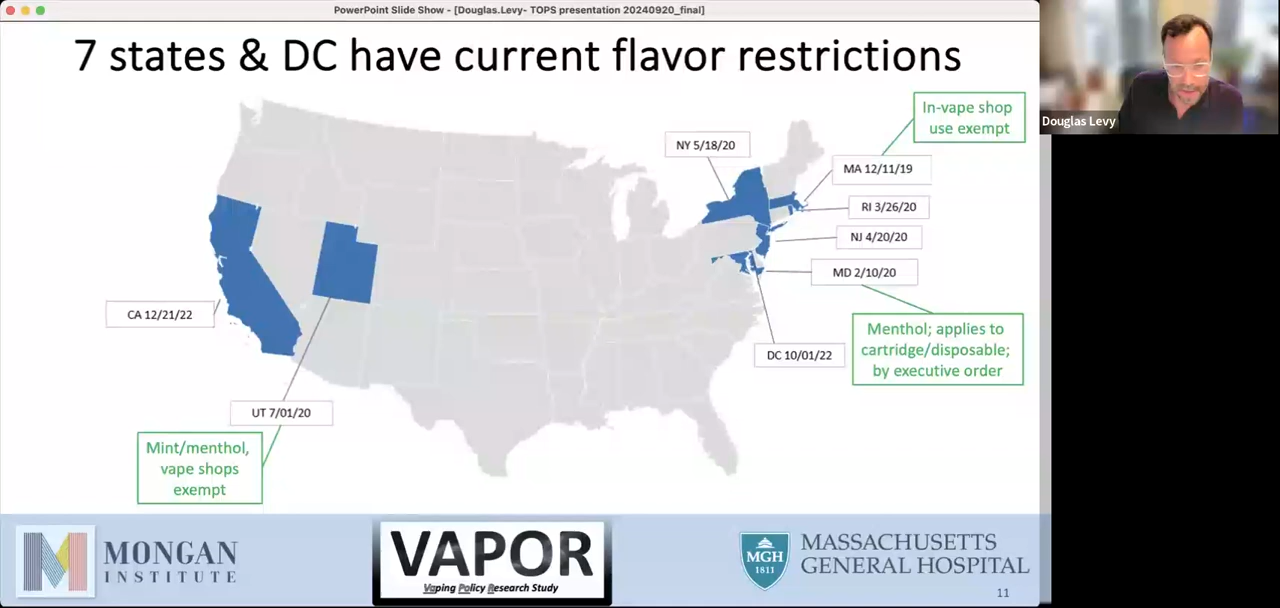 PowerPoint Slide Show - [Douglas.Levy- TOPS presentation 20240920_final]
7 states & DC have current flavor restrictions
Douglas Levy
In-vape shop
use exempt
NY 5/18/20
MA 12/11/19
RI 3/26/20
NJ 4/20/20
MD 2/10/20
CA 12/21/22
Menthol; applies to
cartridge/disposable;
by executive order
DC 10/01/22
UT 7/01/20
Mint/menthol,
vape shops
exempt
MONGAN
INSTITUTE
VAPOR
Vaping Policy Research Study
MGH
1811
MASSACHUSETTS
GENERAL HOSPITAL
11